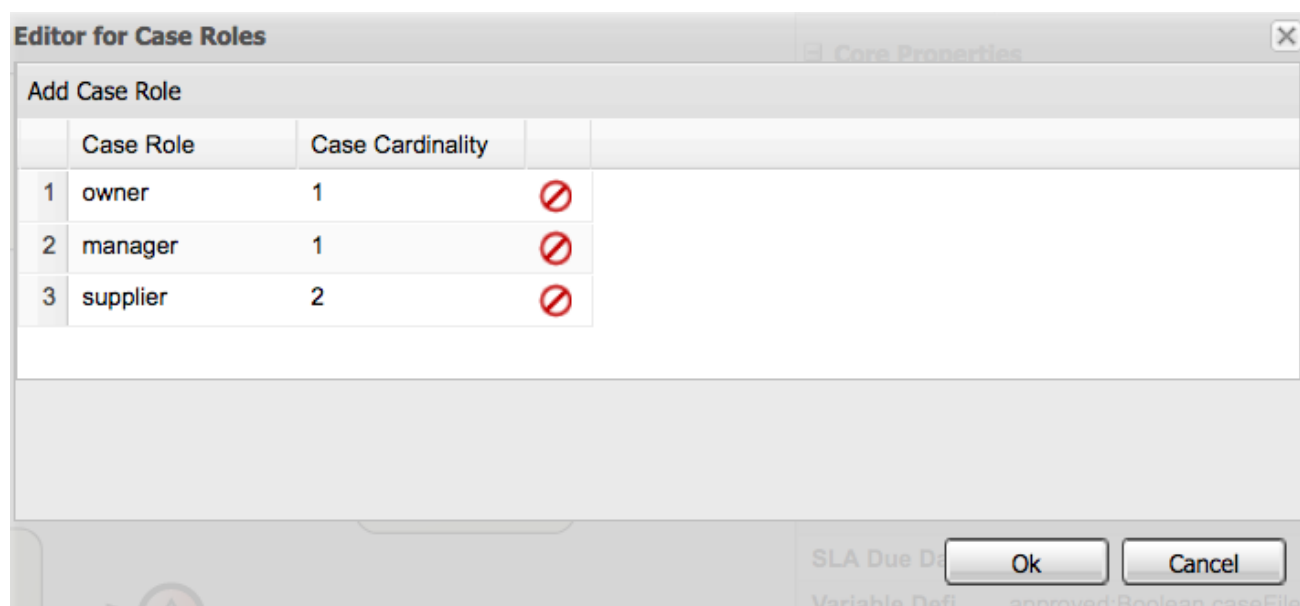 Editor for Case Roles
Core Properties
Add Case Role
Case Role Case Cardinality
1 owner 1
2 manager 1
3 supplier 2
SLA Due Da
Ok Cancel
Variable Defi approved:Boolean,caseFile